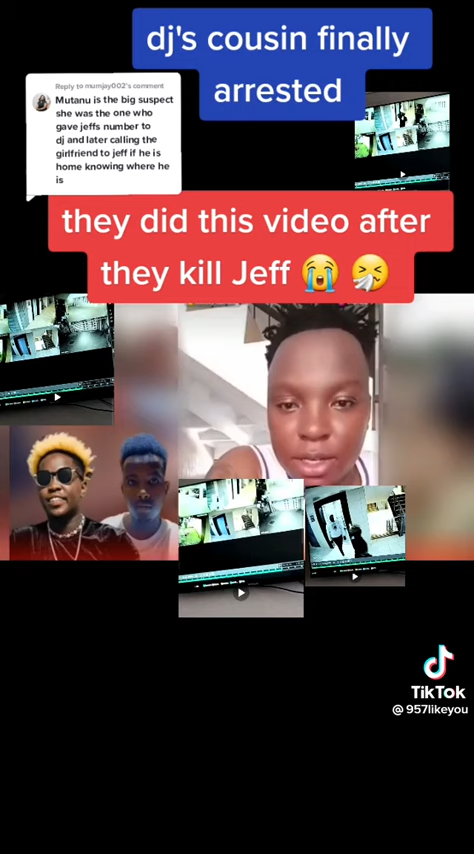 dj's cousin finally
arrested
Reply to mumjay002's comment
Mutanu is the big suspect
she was the one who
gave jeffs number to
dj and later calling the
girlfriend to jeff if he is
home knowing where he
is
they did this video after
they kill Jeff 😭 🤧
TikTok
@ 957likeyou